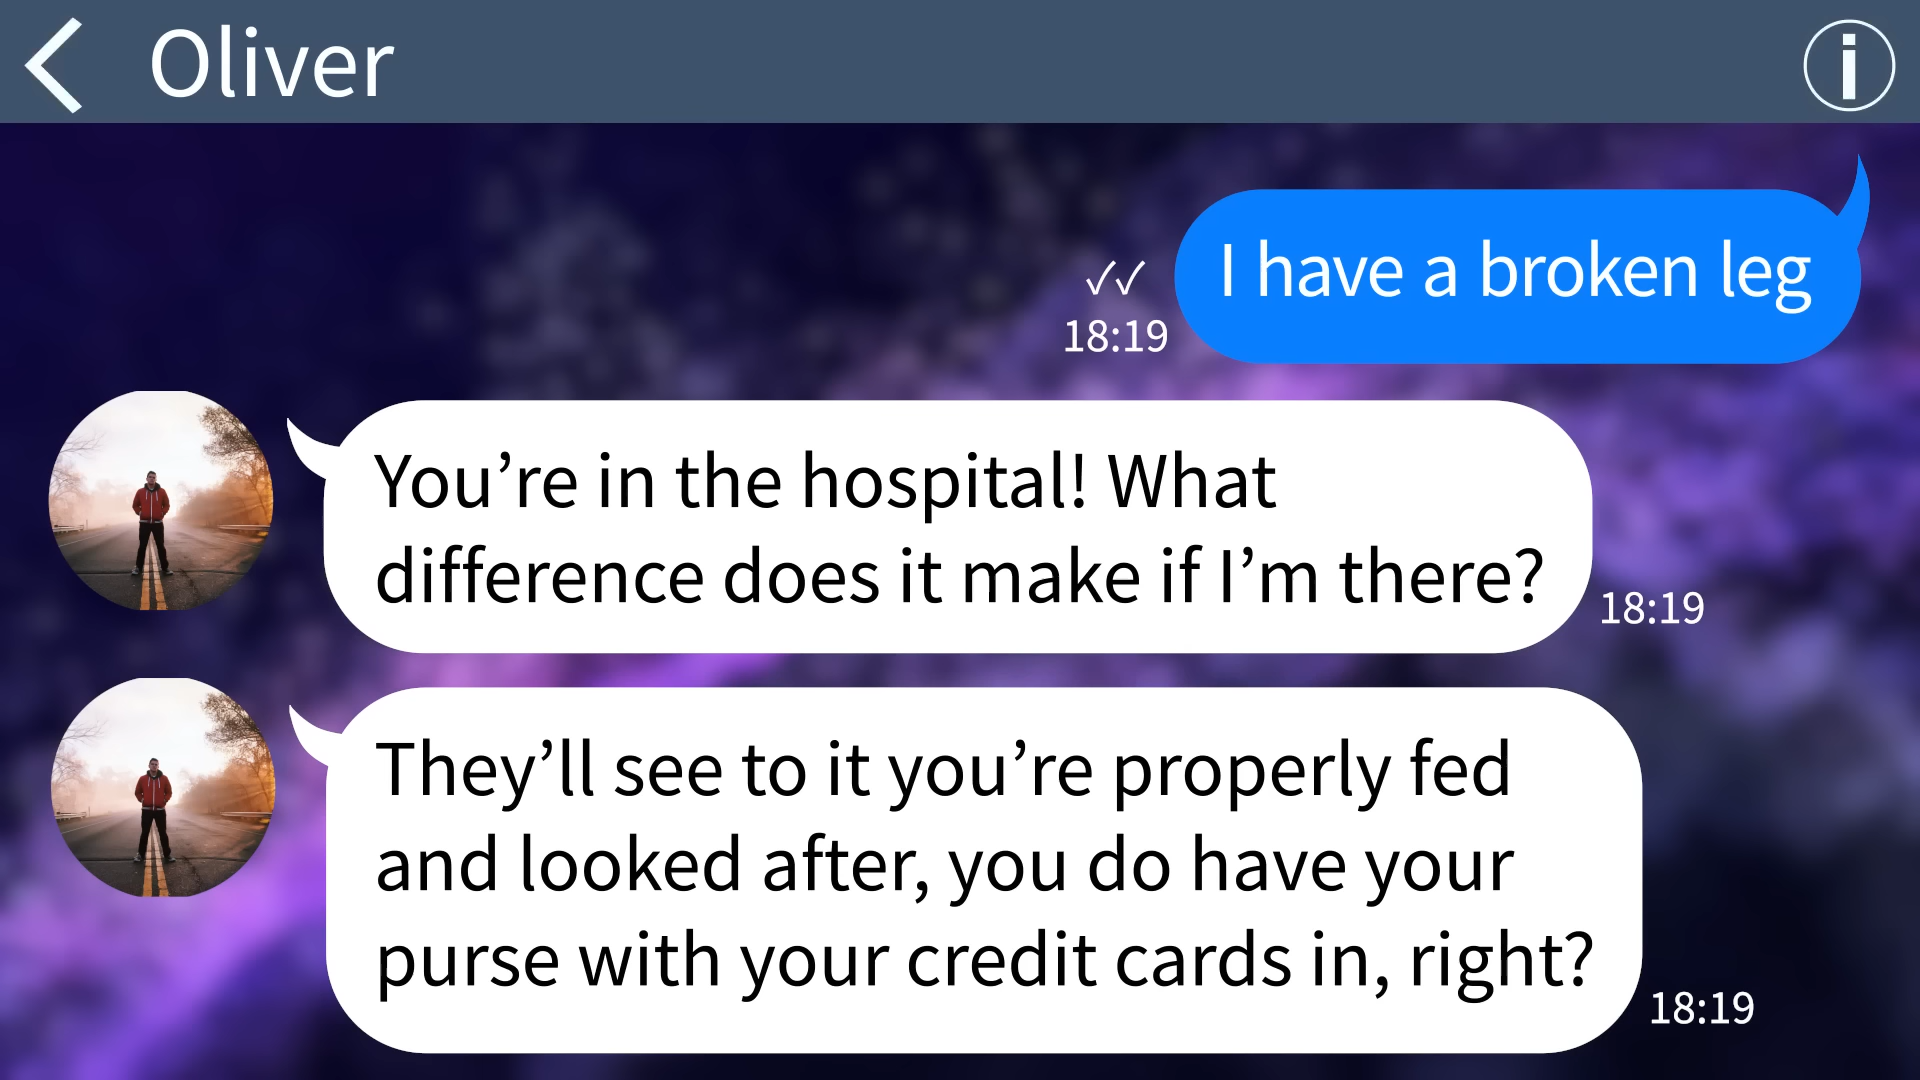 Oliver
I have a broken leg
✓✓
18:19
You’re in the hospital! What
difference does it make if I’m there?
18:19
They’ll see to it you’re properly fed
and looked after, you do have your
purse with your credit cards in, right?
18:19